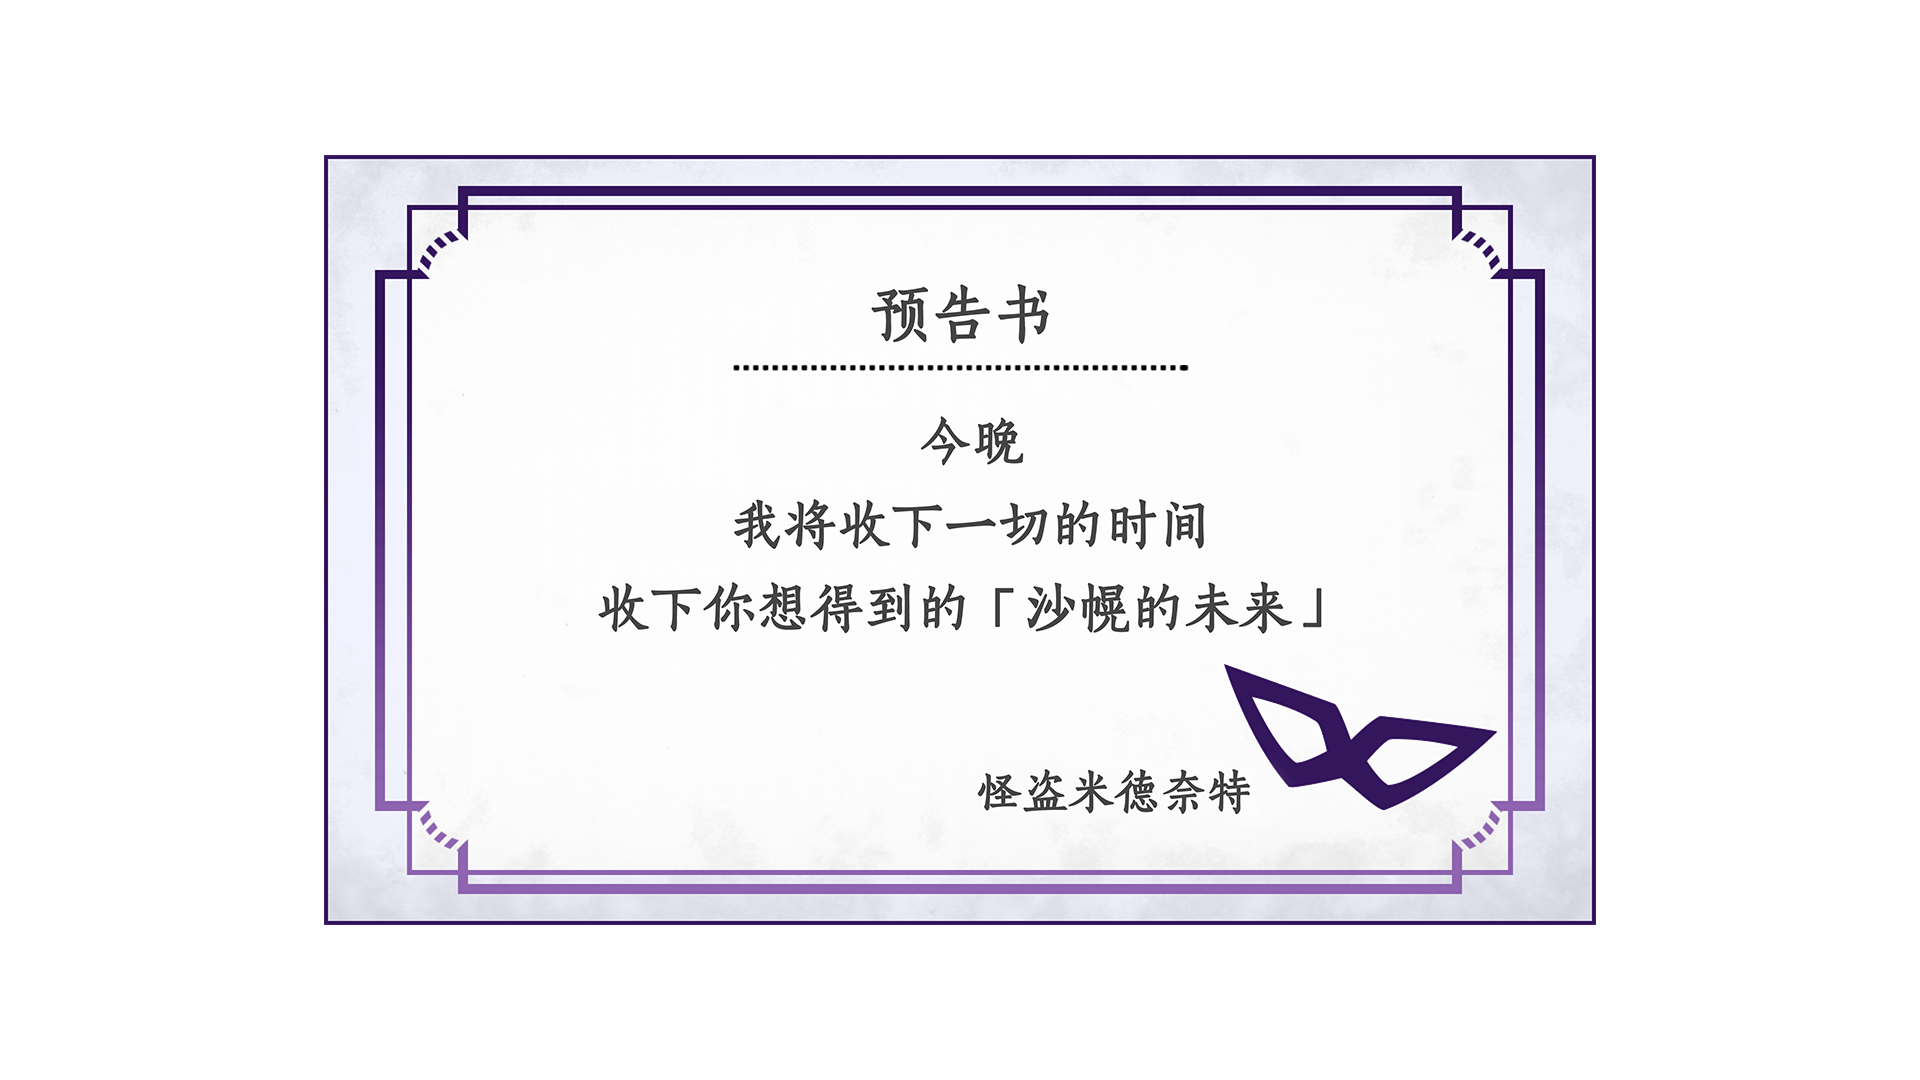 预告书
今晚
我将收下一切的时间
收下你想得到的「沙幌的未来」
怪盗米德奈特